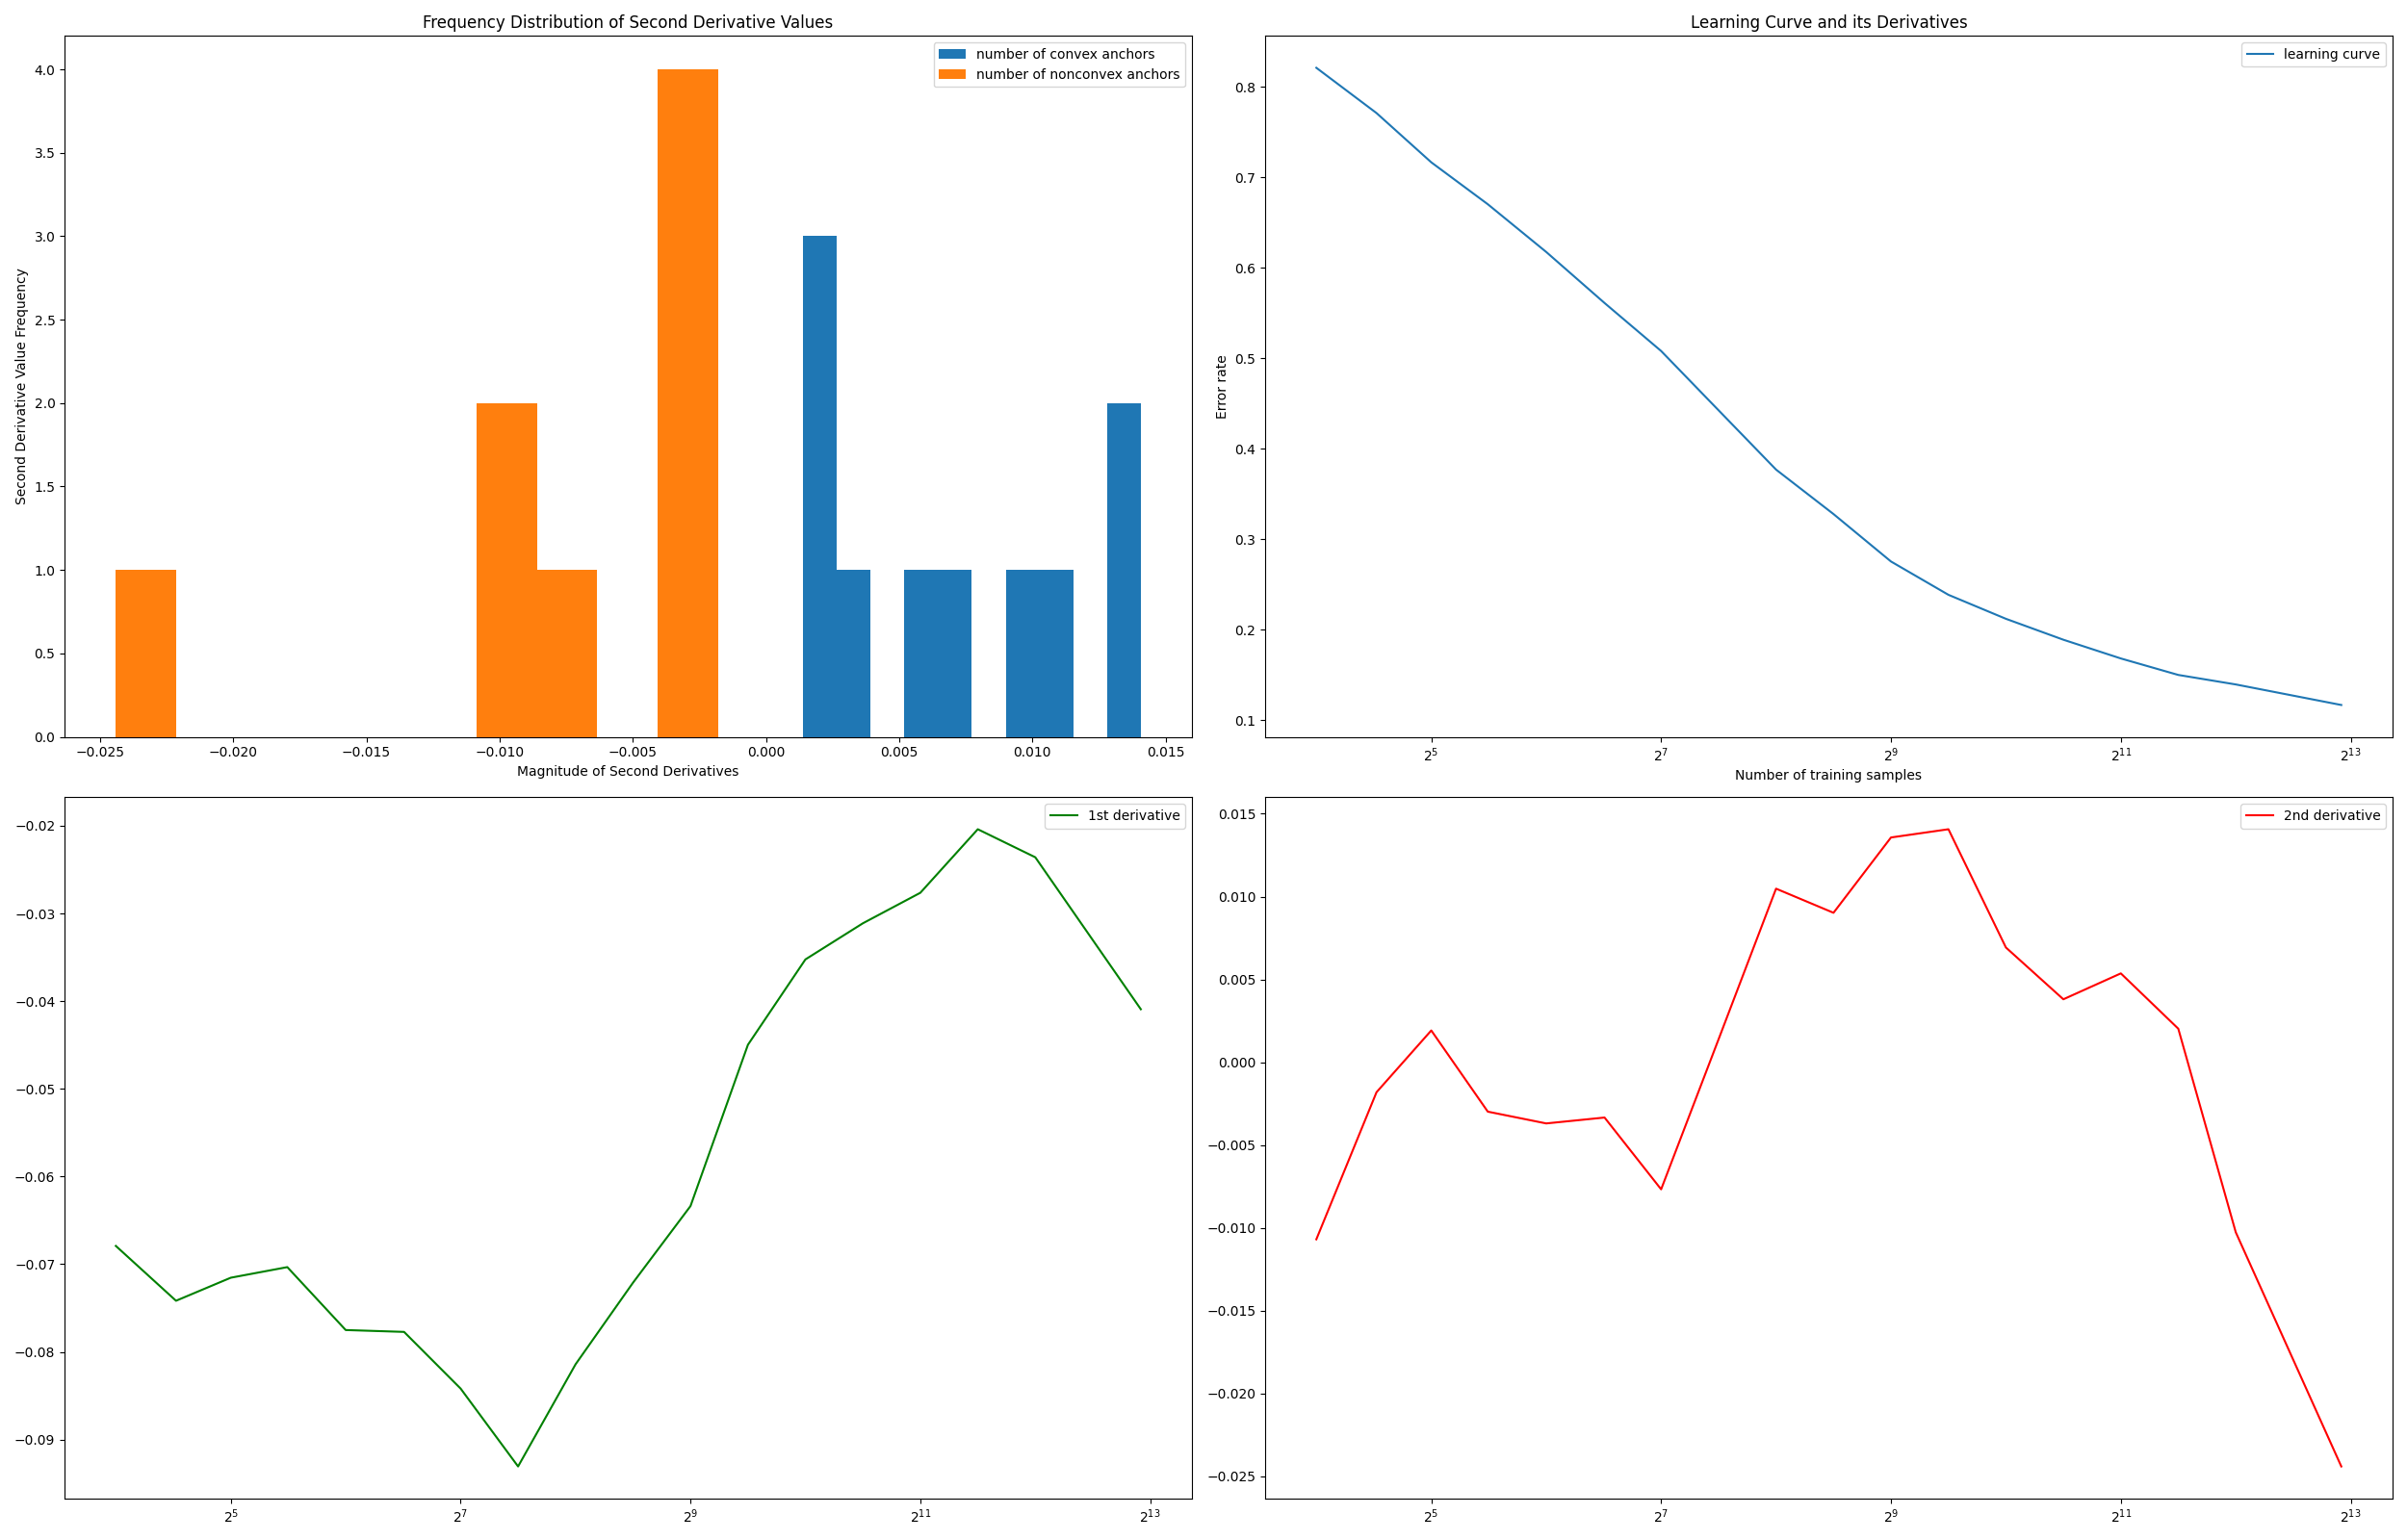 Frequency Distribution of Second Derivative Values
number of convex anchors
number of nonconvex anchors
Second Derivative Value Frequency
4.0
3.5
3.0
2.5
2.0
1.5
1.0
0.5
0.0
−0.025 −0.020 −0.015 −0.010 −0.005 0.000 0.005 0.010 0.015
Magnitude of Second Derivatives
Learning Curve and its Derivatives
learning curve
Error rate
0.8
0.7
0.6
0.5
0.4
0.3
0.2
0.1
2^5 2^7 2^9 2^11 2^13
Number of training samples
1st derivative
−0.02
−0.03
−0.04
−0.05
−0.06
−0.07
−0.08
−0.09
2^5 2^7 2^9 2^11 2^13
2nd derivative
0.015
0.010
0.005
0.000
−0.005
−0.010
−0.015
−0.020
−0.025
2^5 2^7 2^9 2^11 2^13